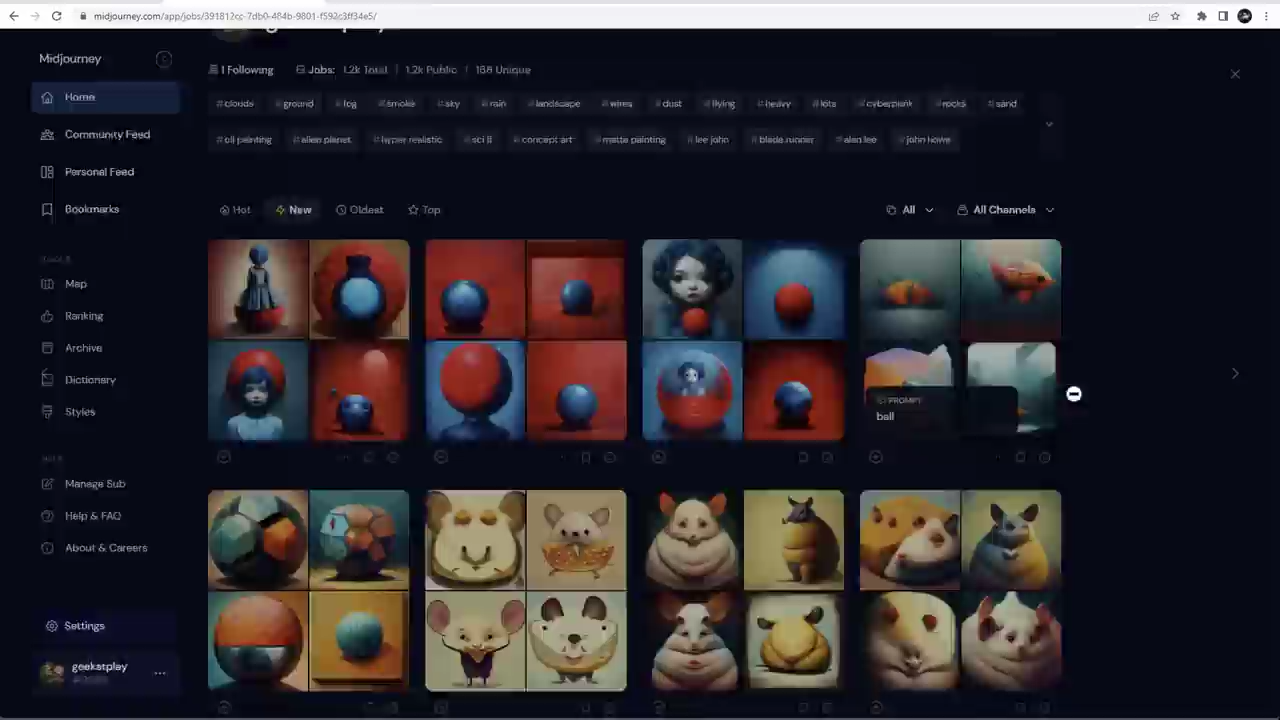 midjourney.com/app/jobs/391812cc-7db0-484b-9801-f592c3ff34e5/
Midjourney
1 Following Jobs: 1.2k Total | 1.2k Public | 168 Unique
Home
#clouds #ground #fog #smoke #sky #rain #landscape #wires #dust #flying #heavy #lots #cyberpunk #rocks #sand
Community Feed
#oil painting #alien planet #hyper realistic #sci fi #concept art #matte painting #lee john #blade runner #alan lee #john howe
Personal Feed
Bookmarks
Hot New Oldest Top All All Channels
Map
Ranking
Archive
Dictionary
Styles
PROMPT
ball
Manage Sub
Help & FAQ
About & Careers
Settings
geekatplay